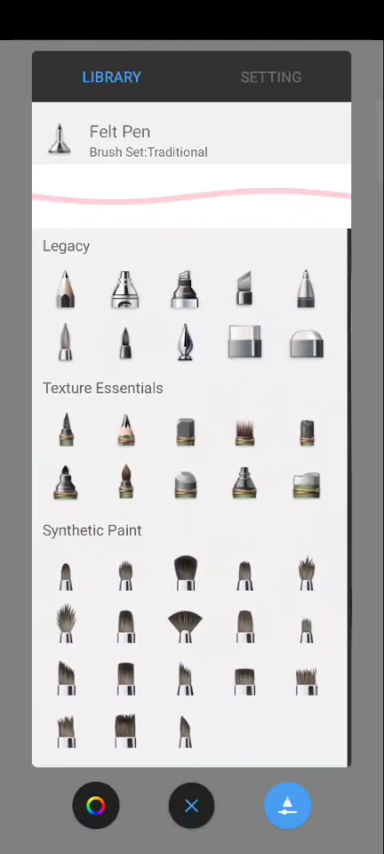 LIBRARY
SETTING
Felt Pen
Brush Set:Traditional
Legacy
Texture Essentials
Synthetic Paint